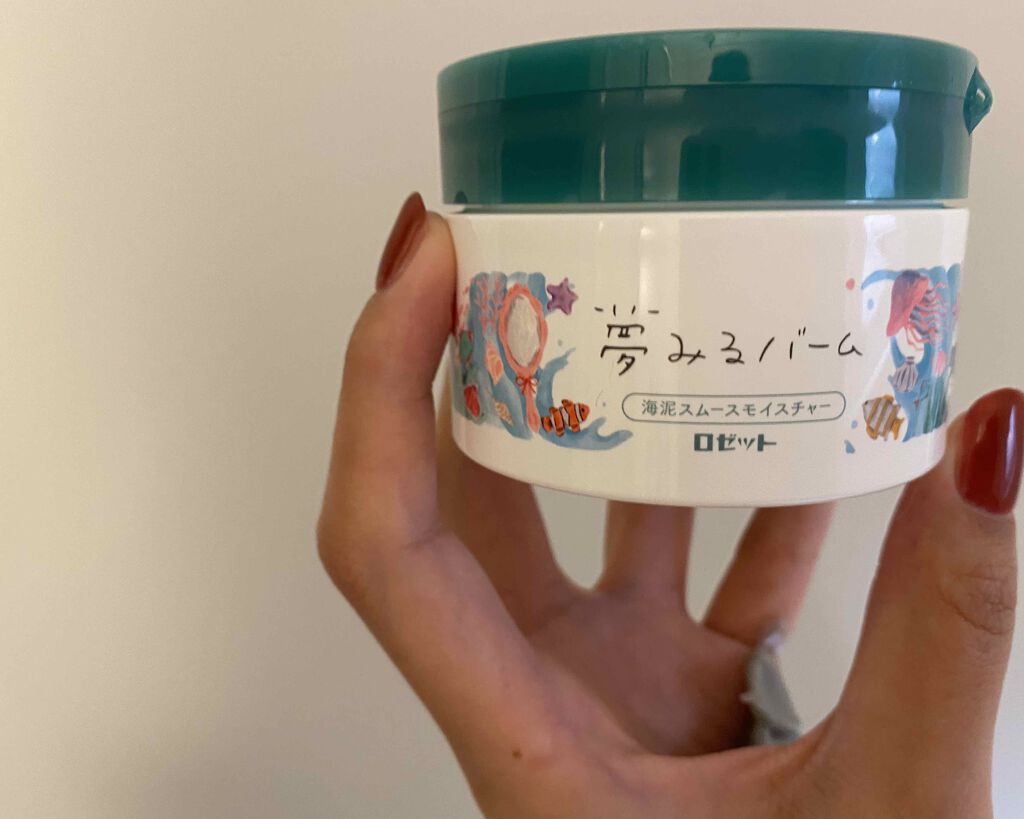 夢みるバーム
海泥スムースモイスチャー
ロゼット